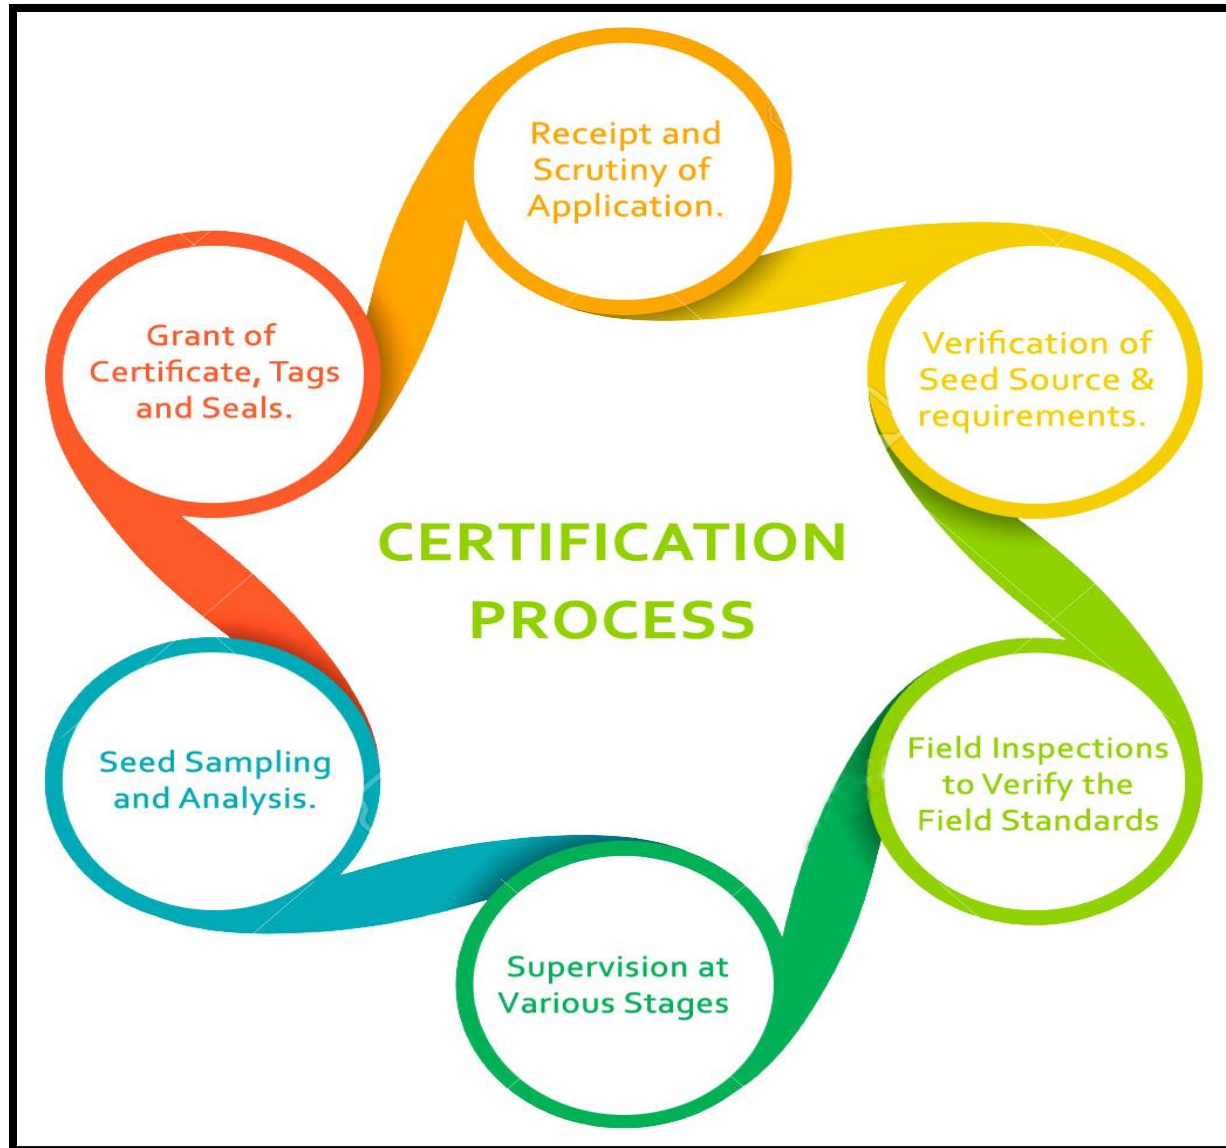 Receipt and
Scrutiny of
Application.
Verification of
Seed Source &
requirements.
Field Inspections
to Verify the
Field Standards
Supervision at
Various Stages
Seed Sampling
and Analysis.
Grant of
Certificate, Tags
and Seals.
CERTIFICATION
PROCESS